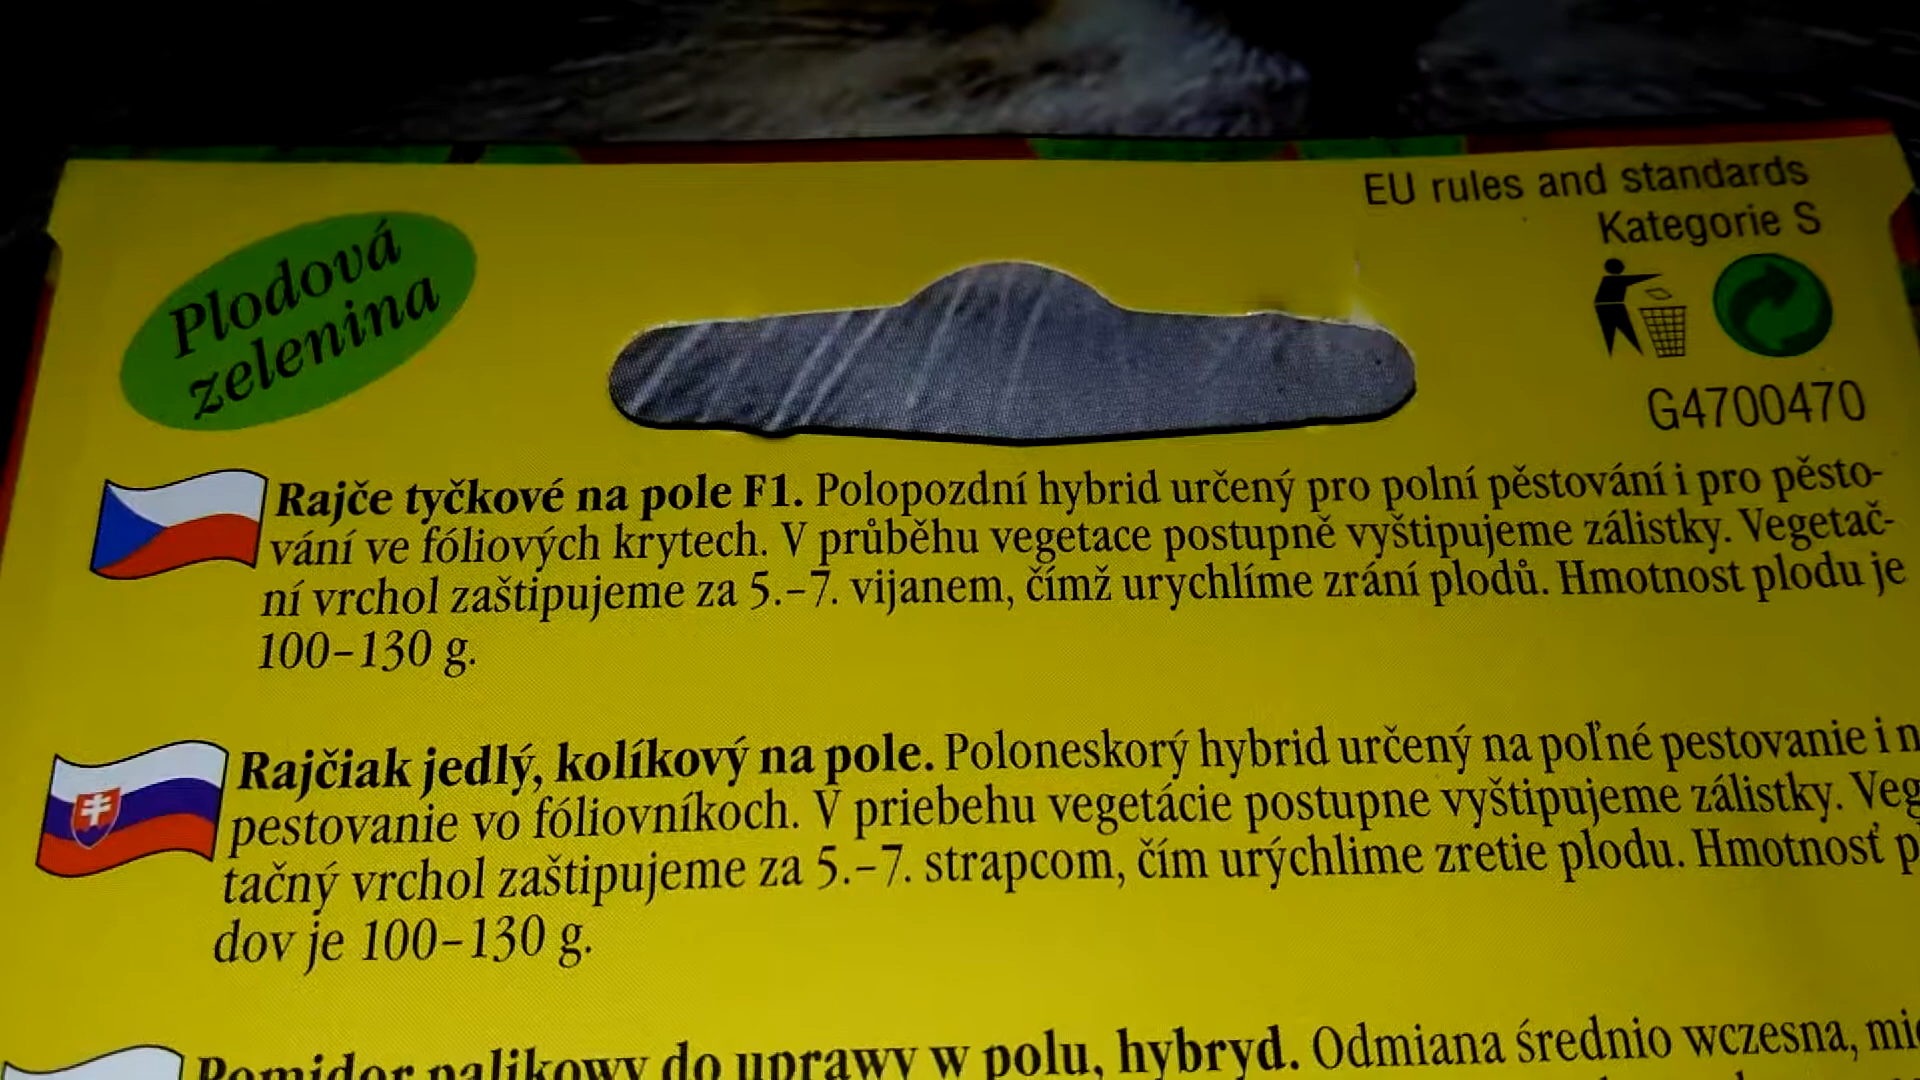 EU rules and standards
Kategorie S
Plodová
zelenina
G4700470
Rajče tyčkové na pole F1. Polopozdní hybrid určený pro polní pěstování i pro pěsto-
vání ve fóliových krytech. V průběhu vegetace postupně vyštipujeme zálistky. Vegetač-
ní vrchol zaštipujeme za 5.–7. vijanem, čímž urychlíme zrání plodů. Hmotnost plodu je
100–130 g.
Rajčiak jedlý, kolíkový na pole. Poloneskorý hybrid určený na poľné pestovanie i n
pestovanie vo fóliovníkoch. V priebehu vegetácie postupne vyštipujeme zálistky. Veg
tačný vrchol zaštipujeme za 5.–7. strapcom, čím urýchlime zretie plodu. Hmotnosť p
dov je 100–130 g.
Pomidor palikowy do uprawy w polu, hybryd. Odmiana średnio wczesna,